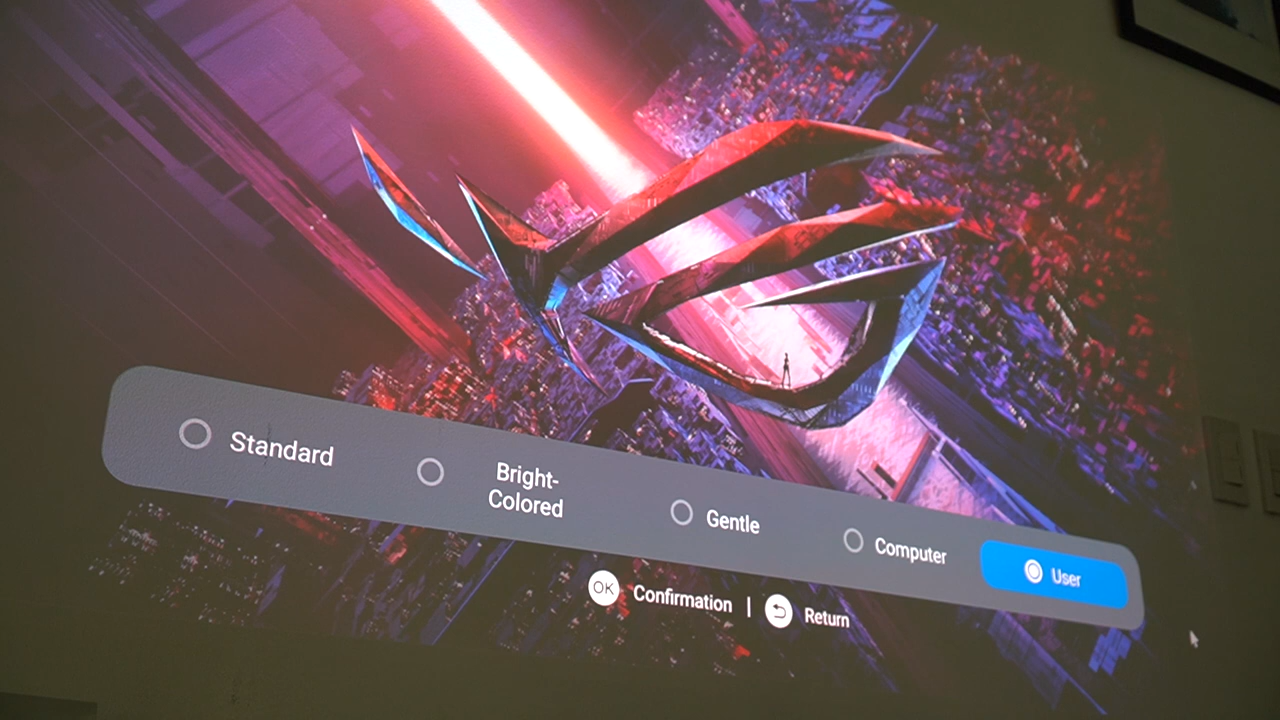 Standard
Bright-
Colored
Gentle
Computer
User
OK Confirmation | Return